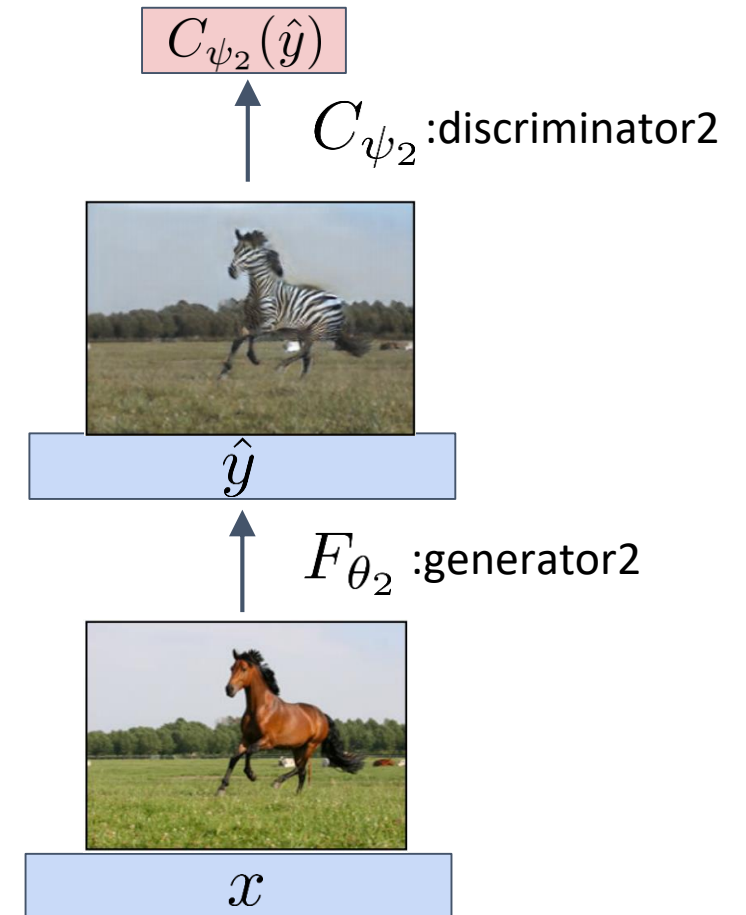 C_{ψ_2}(ŷ)
C_{ψ_2}:discriminator2
ŷ
F_{θ_2} :generator2
x